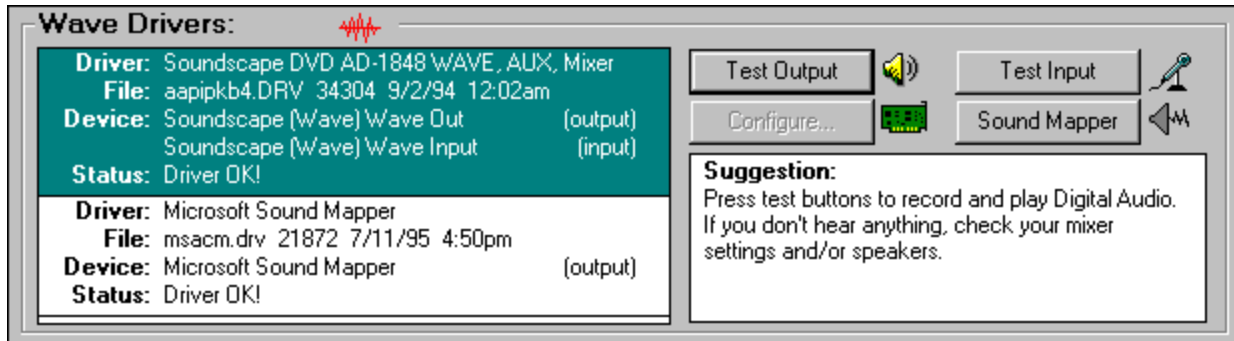 Wave Drivers:
Driver: Soundscape DVD AD-1848 WAVE, AUX, Mixer
File: aapipkb4.DRV 34304 9/2/94 12:02am
Device: Soundscape (Wave) Wave Out (output)
Soundscape (Wave) Wave Input (input)
Status: Driver OK!
Driver: Microsoft Sound Mapper
File: msacm.drv 21872 7/11/95 4:50pm
Device: Microsoft Sound Mapper (output)
Status: Driver OK!
Test Output
Test Input
Configure...
Sound Mapper
Suggestion:
Press test buttons to record and play Digital Audio.
If you don't hear anything, check your mixer
settings and/or speakers.